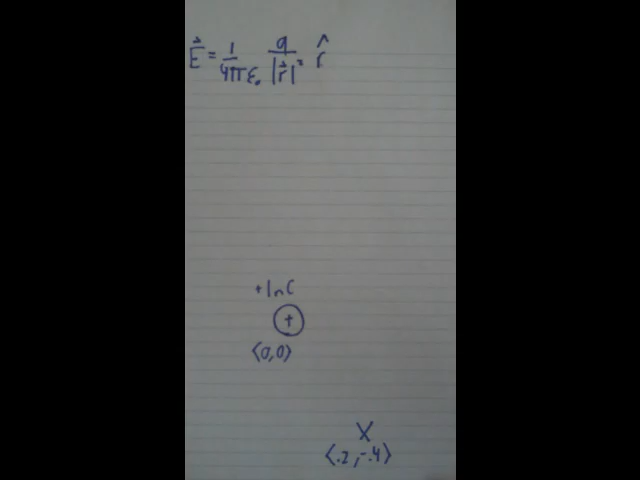 E⃗ = 1/4πε₀ q/|r⃗|² r̂
+1nC
+
⟨0,0⟩
X
⟨.2,-.4⟩